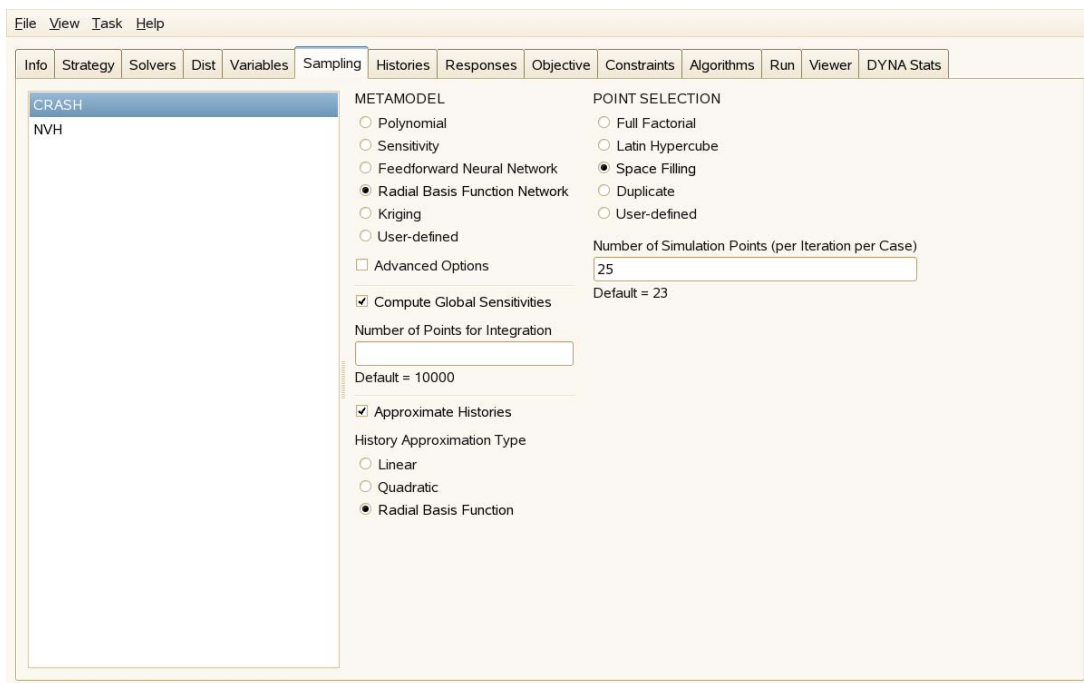 File View Task Help
Info Strategy Solvers Dist Variables Sampling Histories Responses Objective Constraints Algorithms Run Viewer DYNA Stats
CRASH
NVH
METAMODEL
Polynomial
Sensitivity
Feedforward Neural Network
Radial Basis Function Network
Kriging
User-defined
Advanced Options
Compute Global Sensitivities
Number of Points for Integration
Default = 10000
Approximate Histories
History Approximation Type
Linear
Quadratic
Radial Basis Function
POINT SELECTION
Full Factorial
Latin Hypercube
Space Filling
Duplicate
User-defined
Number of Simulation Points (per Iteration per Case)
25
Default = 23